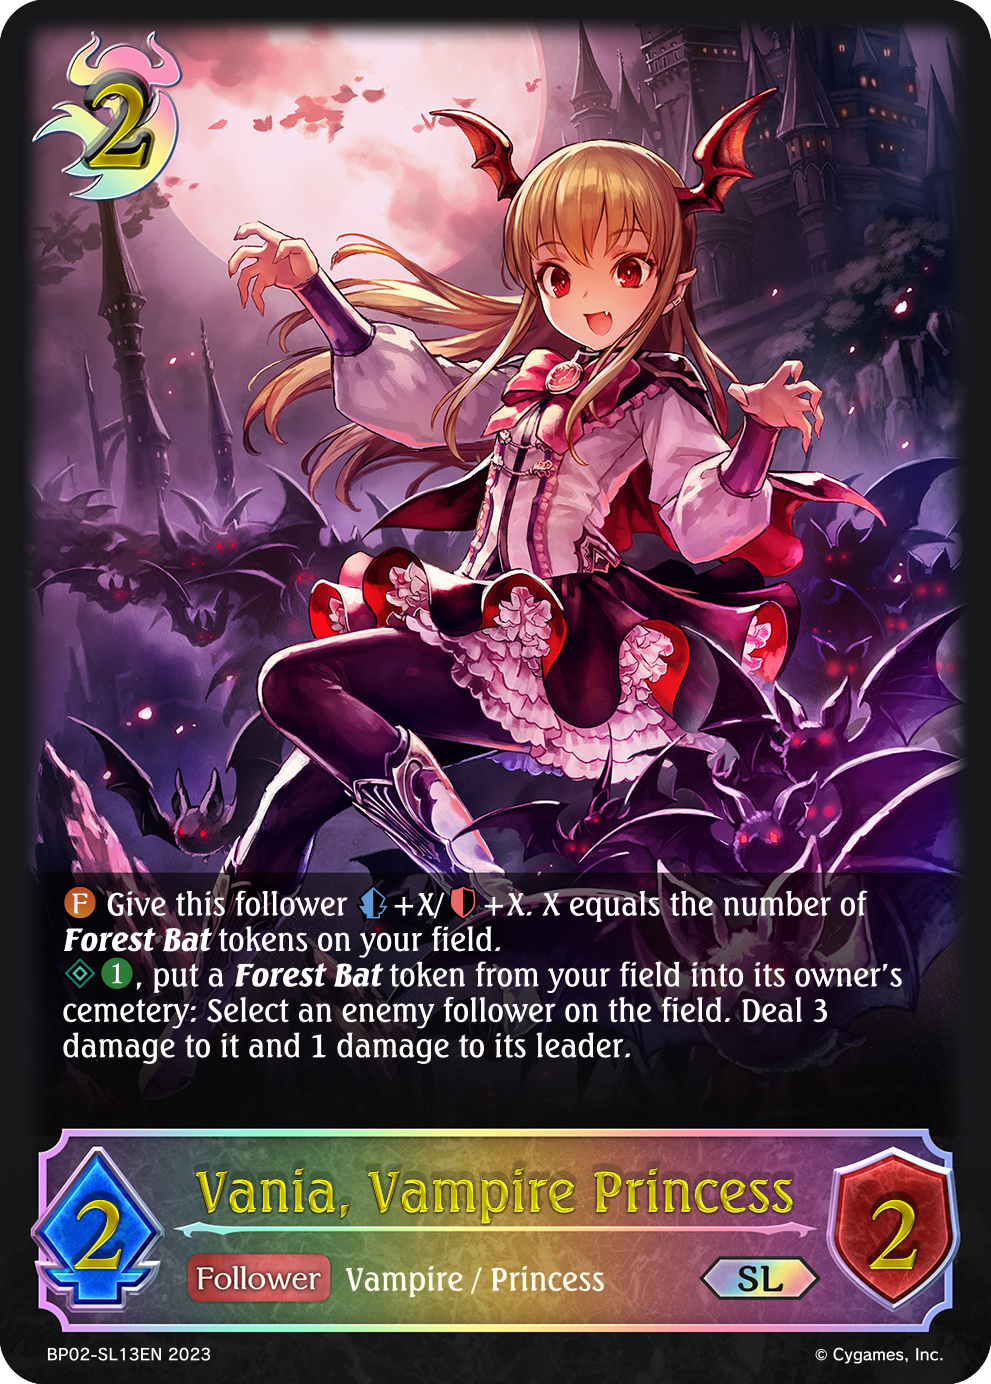 2
F Give this follower +X/ +X. X equals the number of
Forest Bat tokens on your field.
1, put a Forest Bat token from your field into its owner's
cemetery: Select an enemy follower on the field. Deal 3
damage to it and 1 damage to its leader.
Vania, Vampire Princess
2
2
Follower Vampire / Princess SL
BP02-SL13EN 2023 © Cygames, Inc.